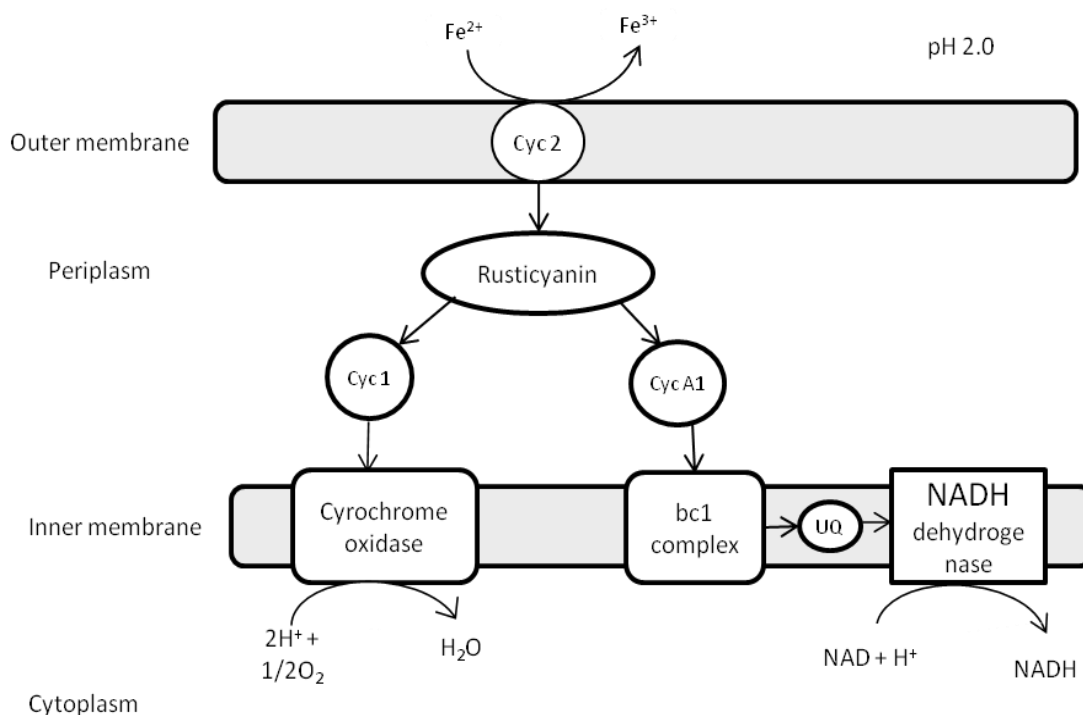 Fe²⁺
Fe³⁺
pH 2.0
Outer membrane
Cyc 2
Periplasm
Rusticyanin
Cyc 1
Cyc A1
Inner membrane
Cyrochrome
oxidase
bc1
complex
UQ
NADH
dehydroge
nase
2H⁺ +
1/2O₂
H₂O
NAD + H⁺
NADH
Cytoplasm